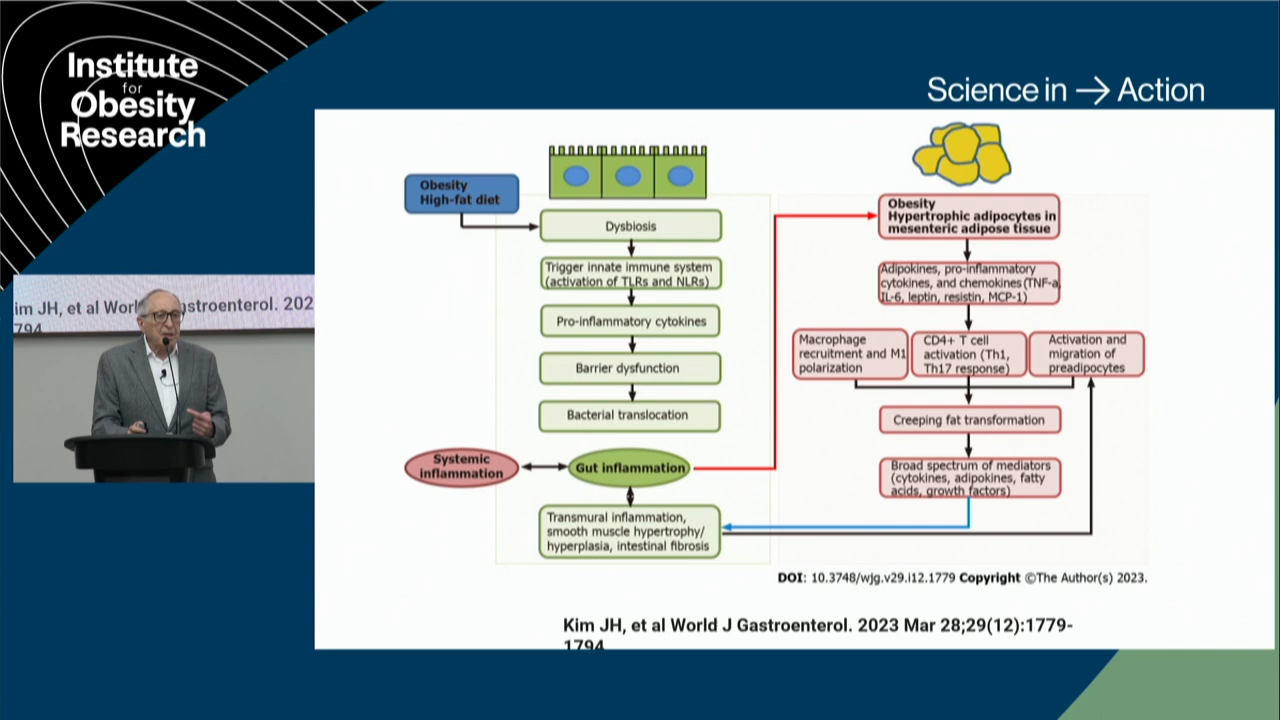 Institute
for
Obesity
Research
Science in → Action
Obesity
High-fat diet
Dysbiosis
Trigger innate immune system
(activation of TLRs and NLRs)
Pro-inflammatory cytokines
Barrier dysfunction
Bacterial translocation
Systemic
inflammation
Gut inflammation
Transmural inflammation,
smooth muscle hypertrophy/
hyperplasia, intestinal fibrosis
Obesity
Hypertrophic adipocytes in
mesenteric adipose tissue
Adipokines, pro-inflammatory
cytokines, and chemokines (TNF-a,
IL-6, leptin, resistin, MCP-1)
Macrophage
recruitment and M1
polarization
CD4+ T cell
activation (Th1,
Th17 response)
Activation and
migration of
preadipocytes
Creeping fat transformation
Broad spectrum of mediators
(cytokines, adipokines, fatty
acids, growth factors)
DOI: 10.3748/wjg.v29.i12.1779 Copyright ©The Author(s) 2023.
Kim JH, et al World J Gastroenterol. 2023 Mar 28;29(12):1779-
1794
im JH, et al Worl astroenterol. 202
794